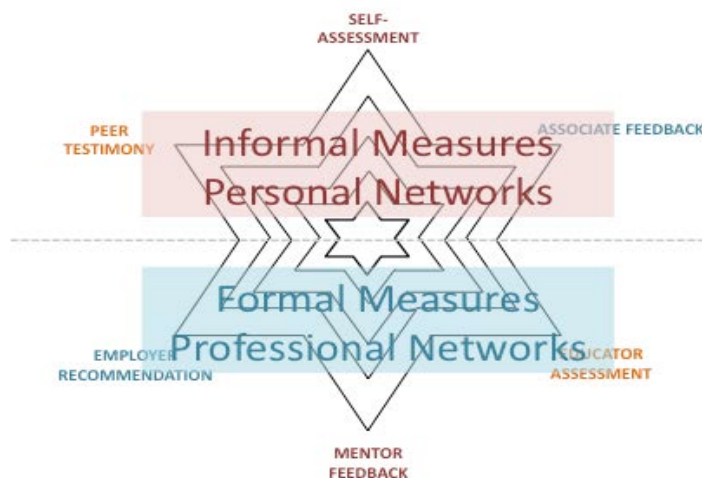 SELF-
ASSESSMENT
PEER
TESTIMONY
ASSOCIATE FEEDBACK
Informal Measures
Personal Networks
Formal Measures
Professional Networks
EMPLOYER
RECOMMENDATION
EDUCATOR
ASSESSMENT
MENTOR
FEEDBACK